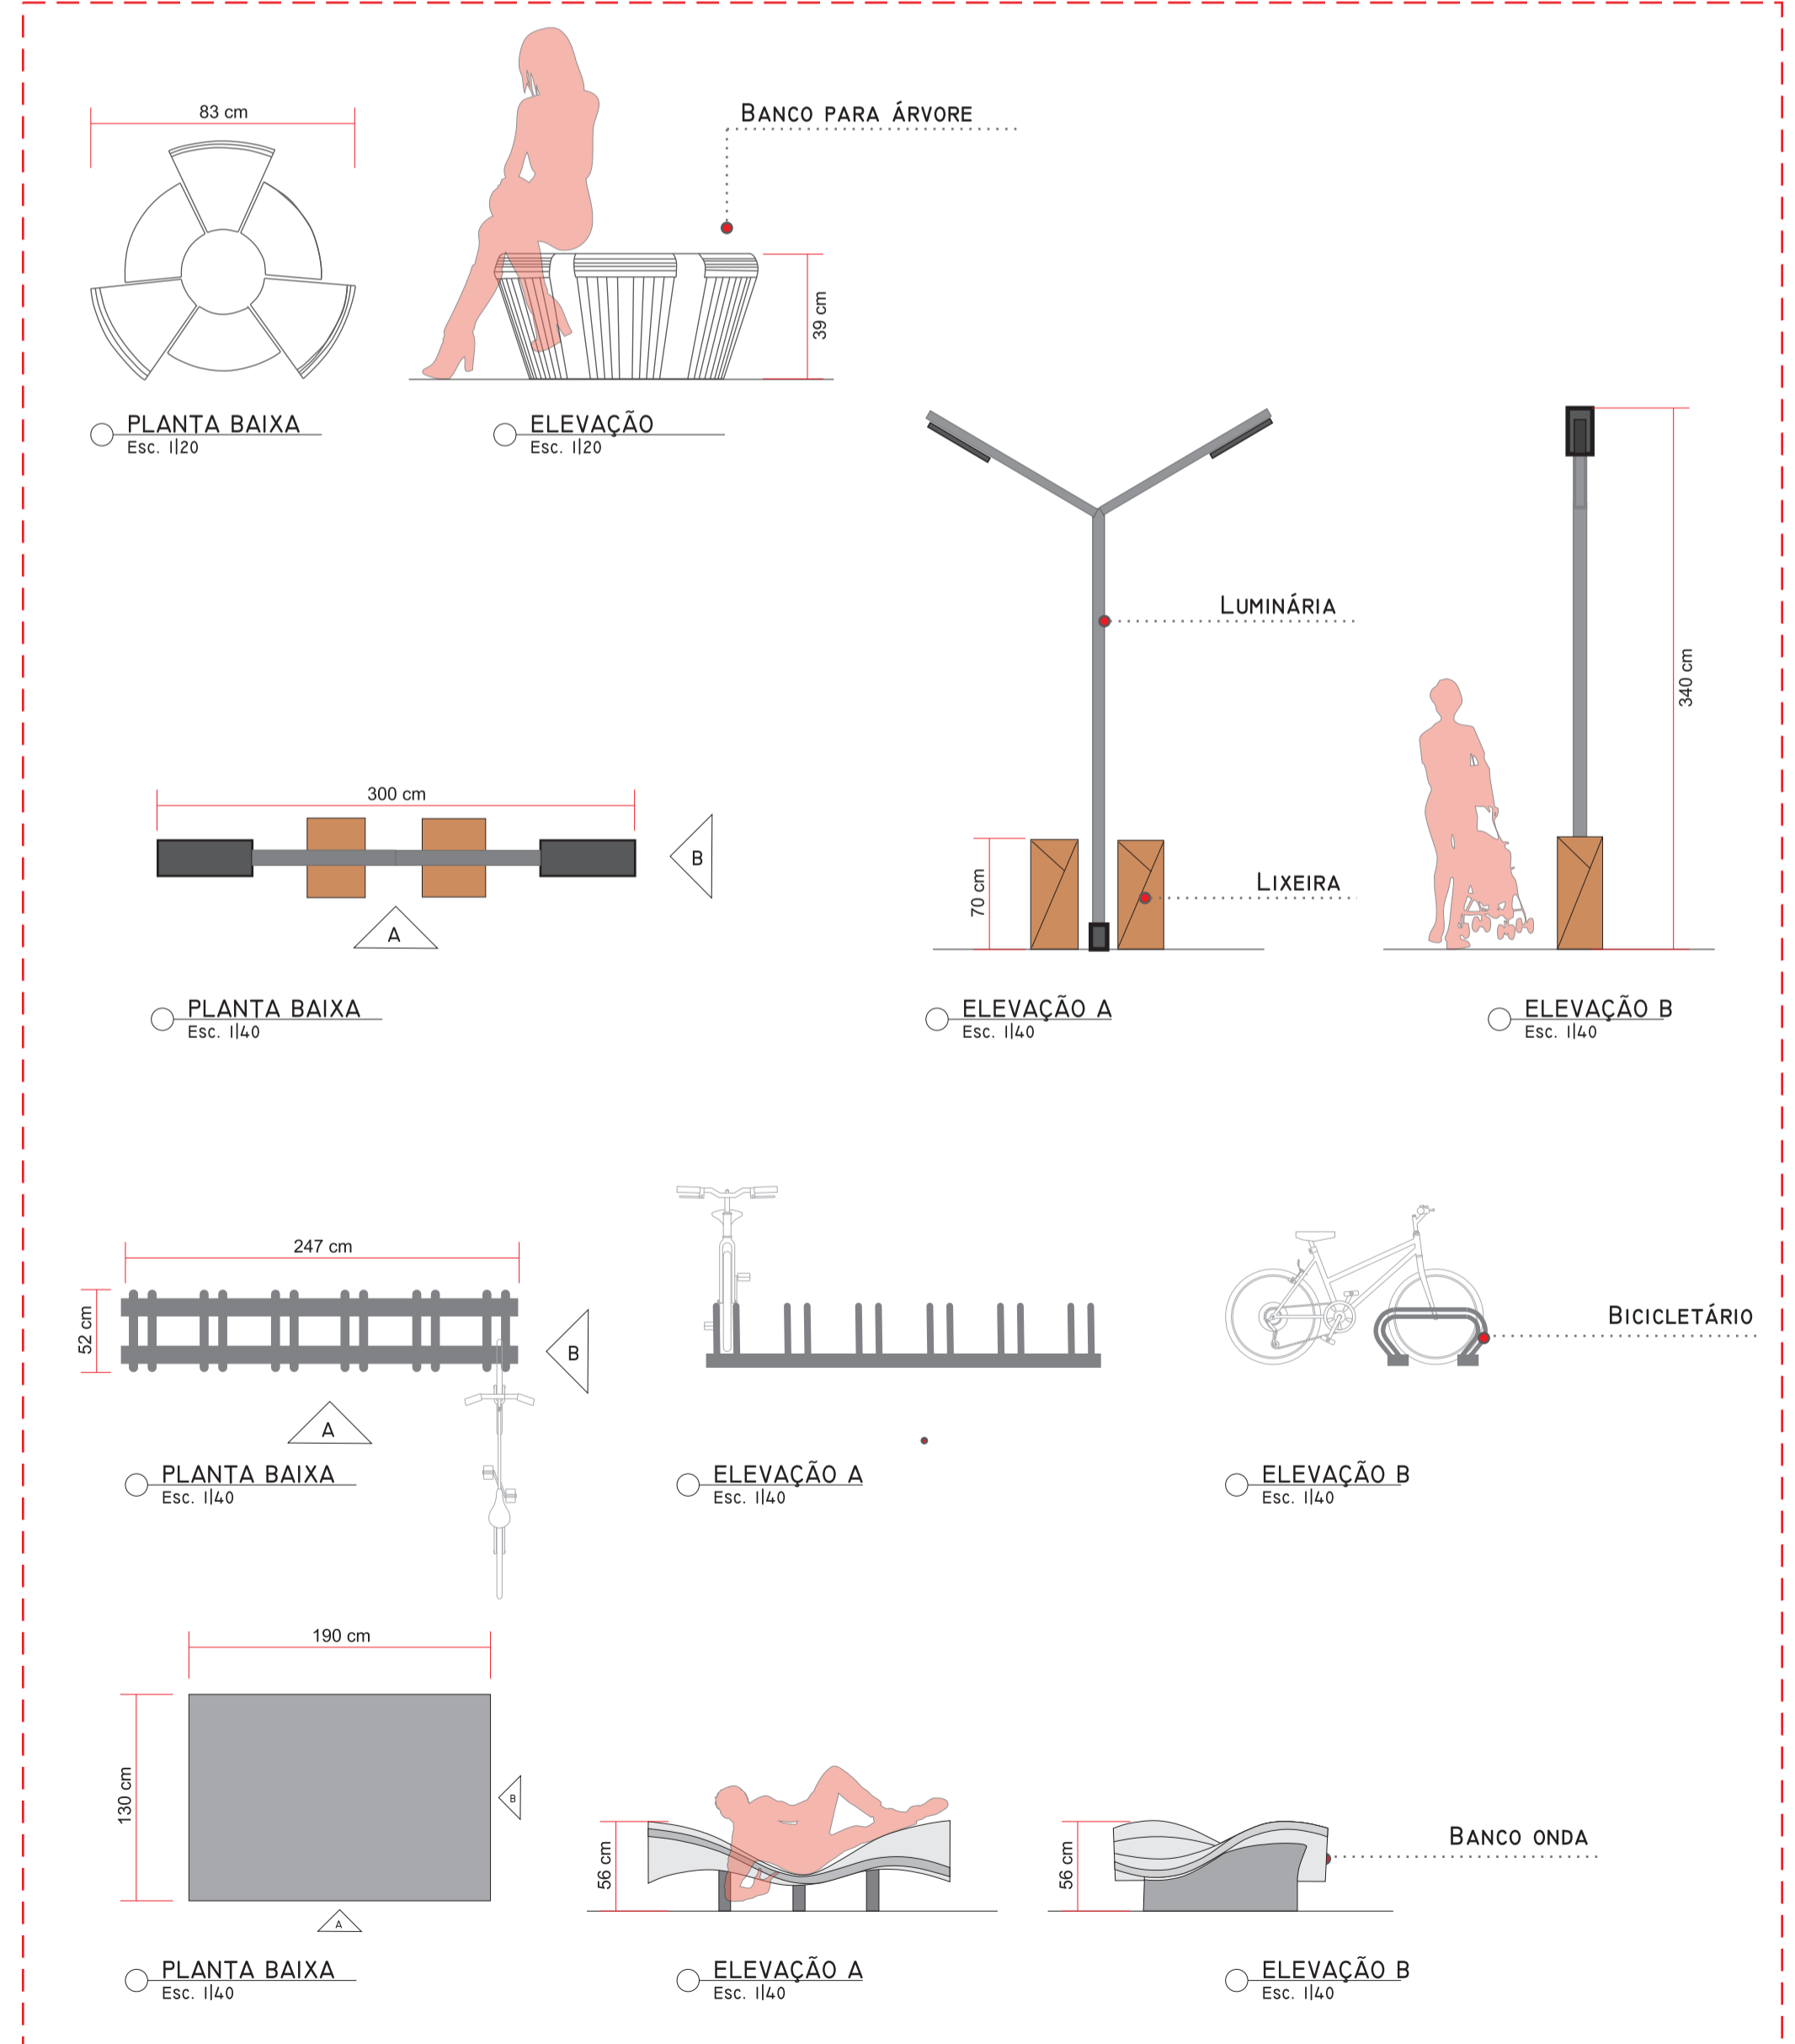 83 cm
BANCO PARA ÁRVORE
39 cm
PLANTA BAIXA
Esc. 1|20
ELEVAÇÃO
Esc. 1|20
LUMINÁRIA
340 cm
300 cm
B
A
70 cm
LIXEIRA
PLANTA BAIXA
Esc. 1|40
ELEVAÇÃO A
Esc. 1|40
ELEVAÇÃO B
Esc. 1|40
247 cm
52 cm
B
A
BICICLETÁRIO
PLANTA BAIXA
Esc. 1|40
ELEVAÇÃO A
Esc. 1|40
ELEVAÇÃO B
Esc. 1|40
190 cm
130 cm
B
A
56 cm
56 cm
BANCO ONDA
PLANTA BAIXA
Esc. 1|40
ELEVAÇÃO A
Esc. 1|40
ELEVAÇÃO B
Esc. 1|40